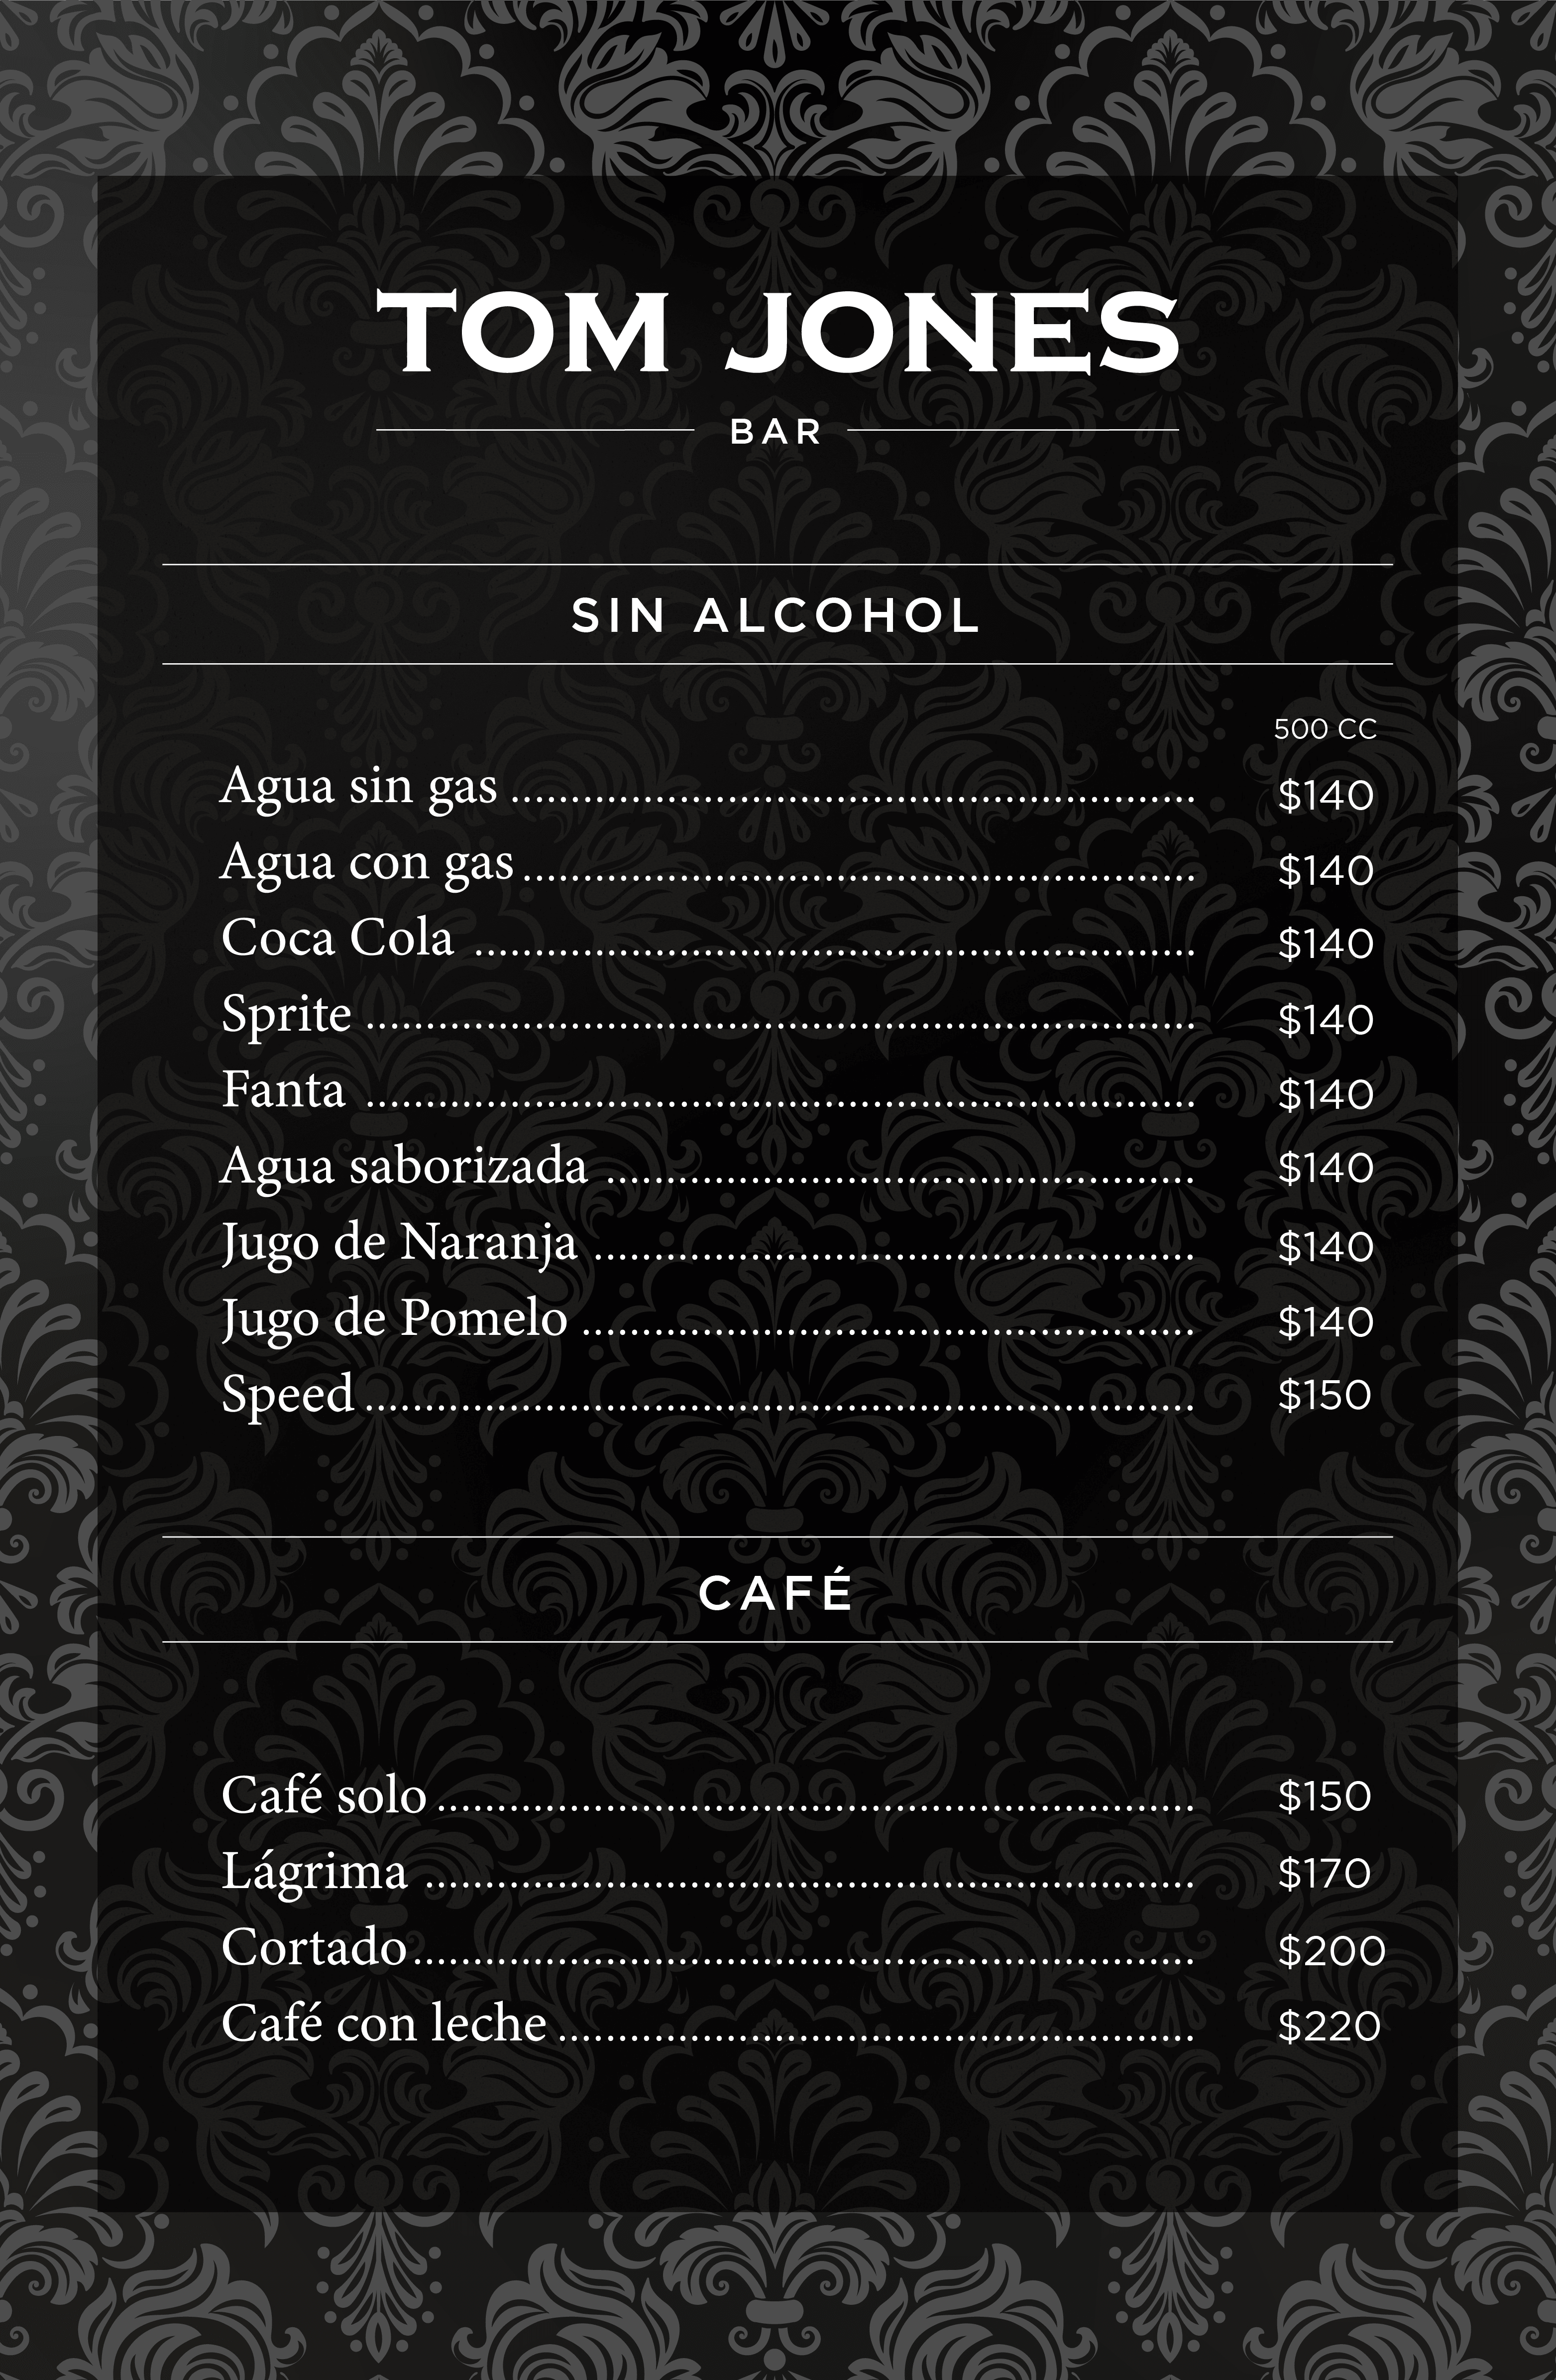 TOM JONES
BAR
SIN ALCOHOL
500 CC
Agua sin gas $140
Agua con gas $140
Coca Cola $140
Sprite $140
Fanta $140
Agua saborizada $140
Jugo de Naranja $140
Jugo de Pomelo $140
Speed $150
CAFÉ
Café solo $150
Lágrima $170
Cortado $200
Café con leche $220